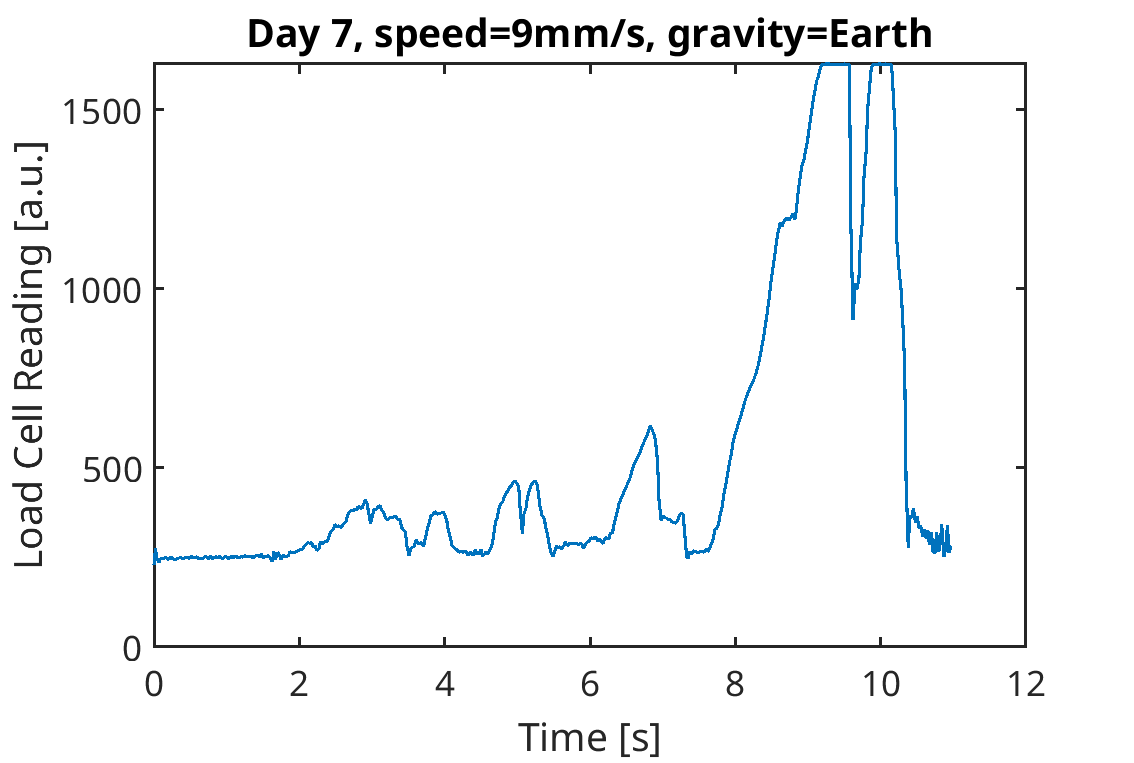 Day 7, speed=9mm/s, gravity=Earth
Load Cell Reading [a.u.]
1500
1000
500
0
0 2 4 6 8 10 12
Time [s]